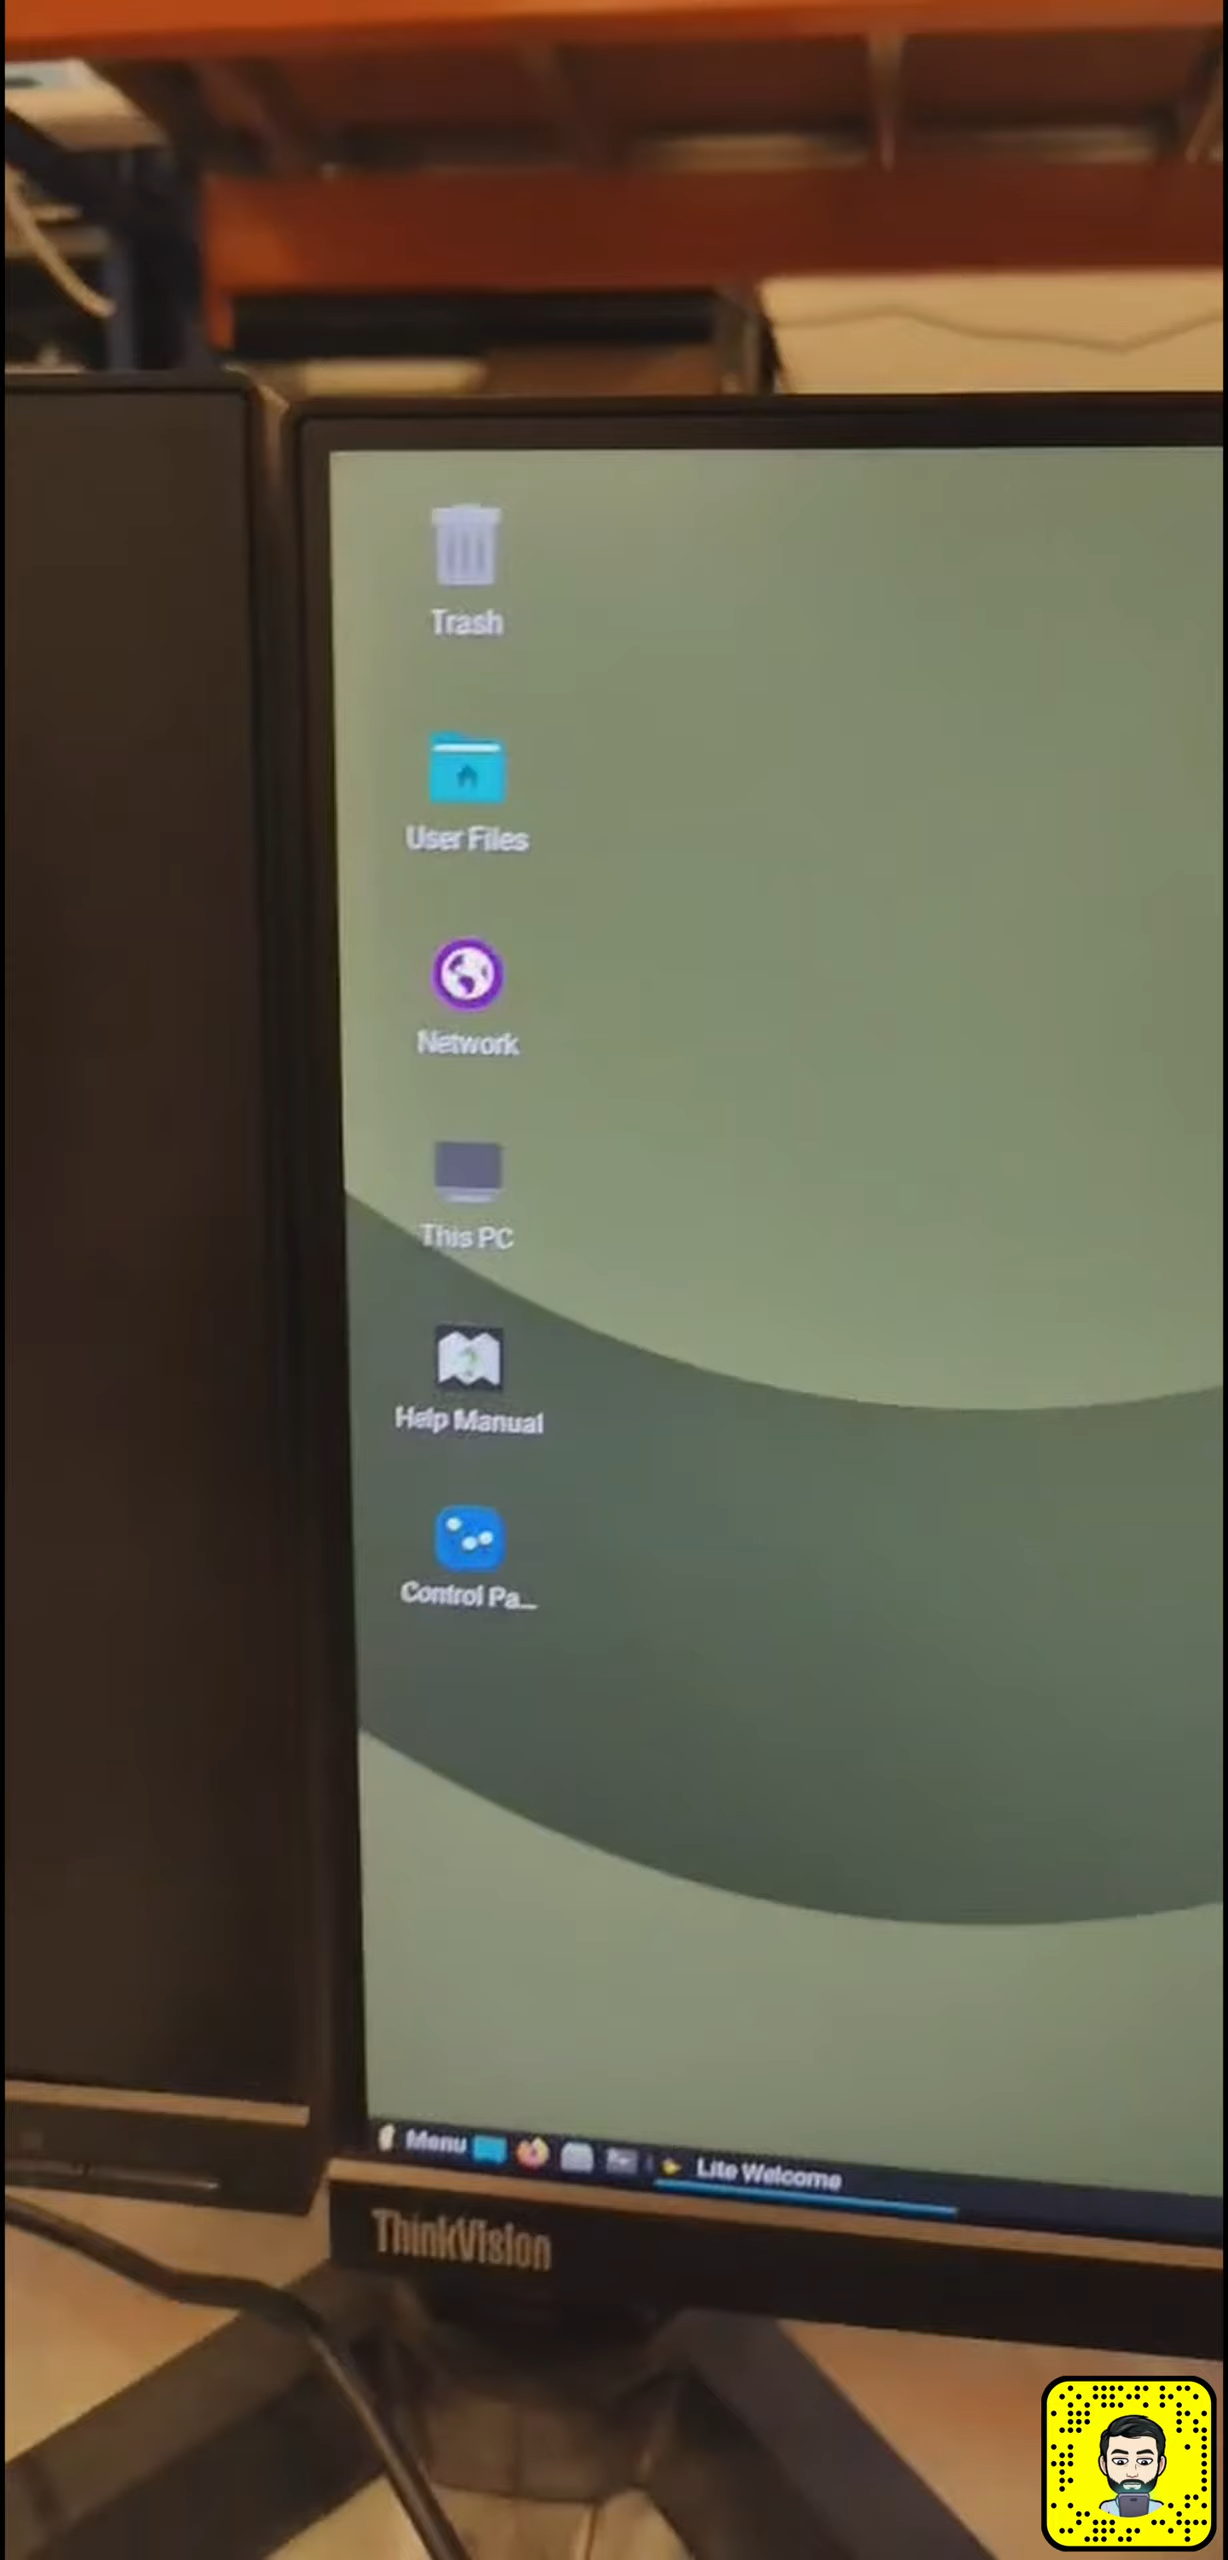 Trash
User Files
Network
This PC
Help Manual
Control Pa...
Menu
Lite Welcome
ThinkVision